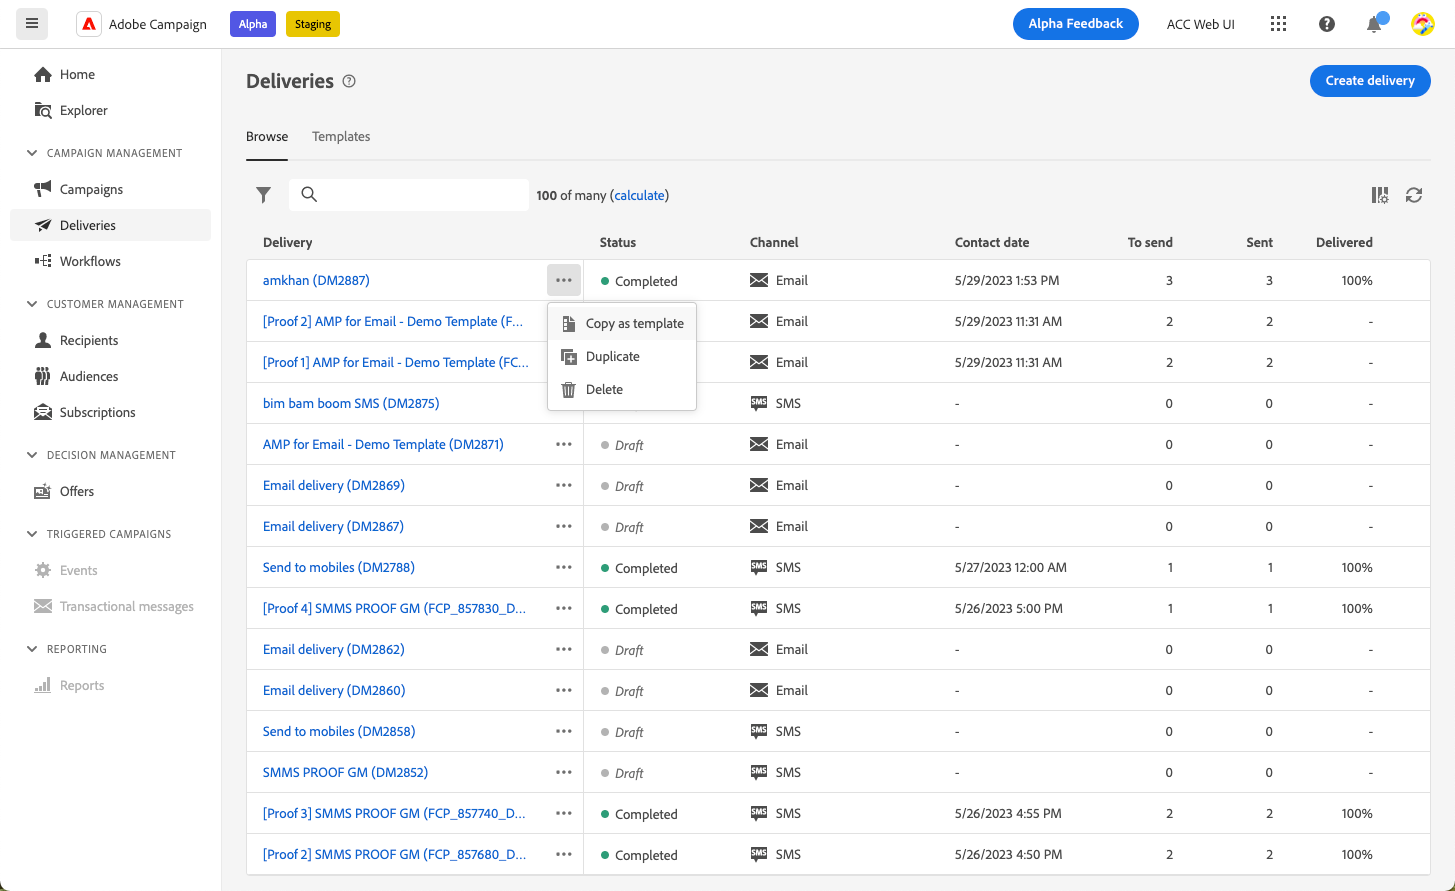 Adobe Campaign Alpha Staging Alpha Feedback ACC Web UI
Home
Explorer
CAMPAIGN MANAGEMENT
Campaigns
Deliveries
Workflows
CUSTOMER MANAGEMENT
Recipients
Audiences
Subscriptions
DECISION MANAGEMENT
Offers
TRIGGERED CAMPAIGNS
Events
Transactional messages
REPORTING
Reports
Deliveries Create delivery
Browse Templates
100 of many (calculate)
Delivery Status Channel Contact date To send Sent Delivered
amkhan (DM2887) ... Completed Email 5/29/2023 1:53 PM 3 3 100%
[Proof 2] AMP for Email - Demo Template (F... Email 5/29/2023 11:31 AM 2 2 -
[Proof 1] AMP for Email - Demo Template (FC... Email 5/29/2023 11:31 AM 2 2 -
bim bam boom SMS (DM2875) SMS SMS - 0 0 -
Copy as template
Duplicate
Delete
AMP for Email - Demo Template (DM2871) ... Draft Email - 0 0 -
Email delivery (DM2869) ... Draft Email - 0 0 -
Email delivery (DM2867) ... Draft Email - 0 0 -
Send to mobiles (DM2788) ... Completed SMS SMS 5/27/2023 12:00 AM 1 1 100%
[Proof 4] SMMS PROOF GM (FCP_857830_D... ... Completed SMS SMS 5/26/2023 5:00 PM 1 1 100%
Email delivery (DM2862) ... Draft Email - 0 0 -
Email delivery (DM2860) ... Draft Email - 0 0 -
Send to mobiles (DM2858) ... Draft SMS SMS - 0 0 -
SMMS PROOF GM (DM2852) ... Draft SMS SMS - 0 0 -
[Proof 3] SMMS PROOF GM (FCP_857740_D... ... Completed SMS SMS 5/26/2023 4:55 PM 2 2 100%
[Proof 2] SMMS PROOF GM (FCP_857680_D... ... Completed SMS SMS 5/26/2023 4:50 PM 2 2 100%